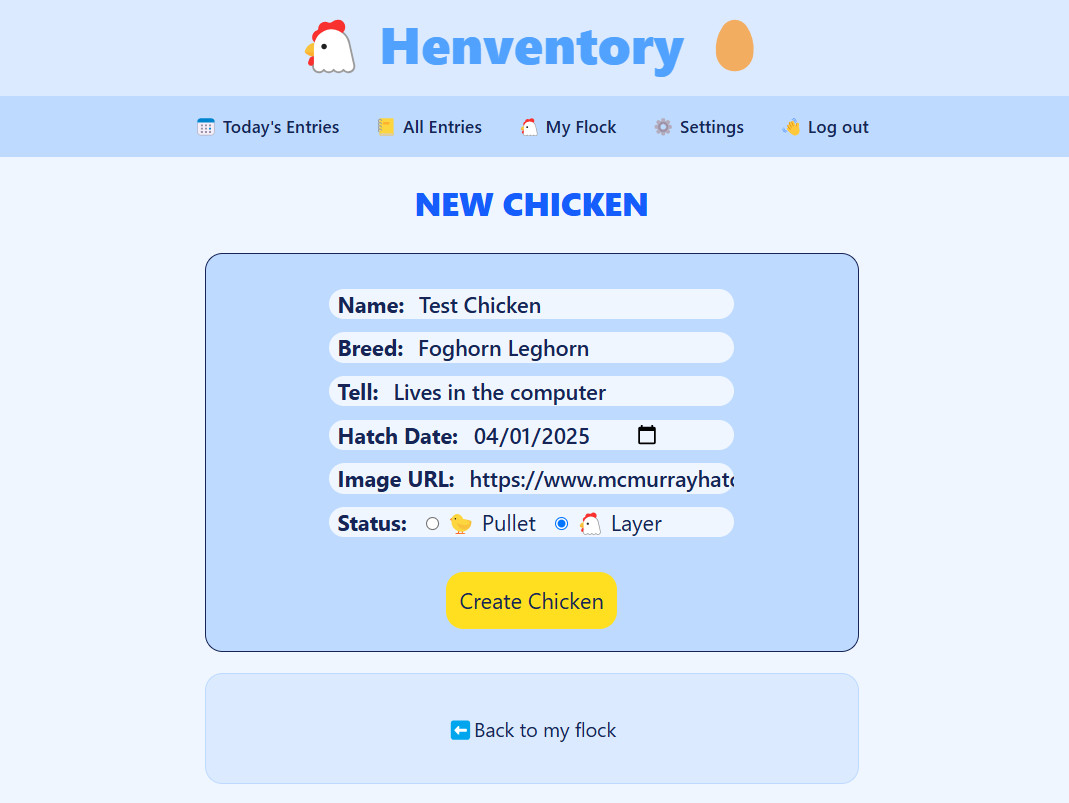 Henventory
Today's Entries All Entries My Flock Settings Log out
NEW CHICKEN
Name: Test Chicken
Breed: Foghorn Leghorn
Tell: Lives in the computer
Hatch Date: 04/01/2025
Image URL: https://www.mcmurrayhatc
Status: Pullet Layer
Create Chicken
Back to my flock